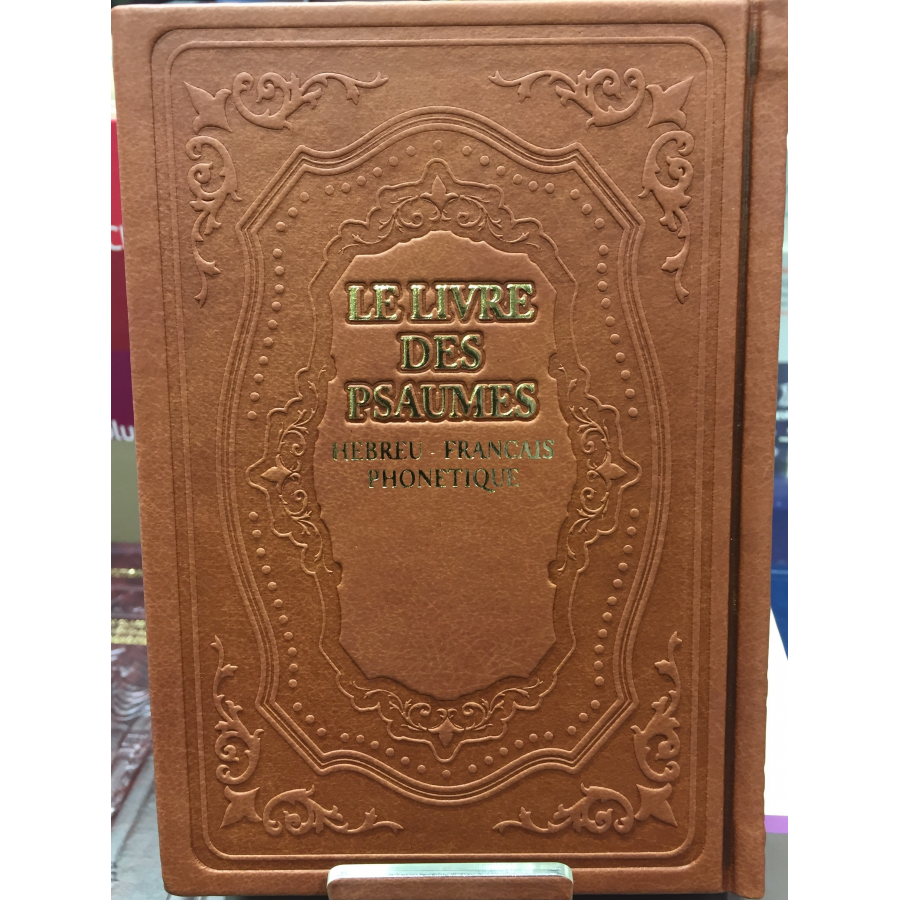 LE LIVRE
DES
PSAUMES
HEBREU - FRANCAIS
PHONETIQUE